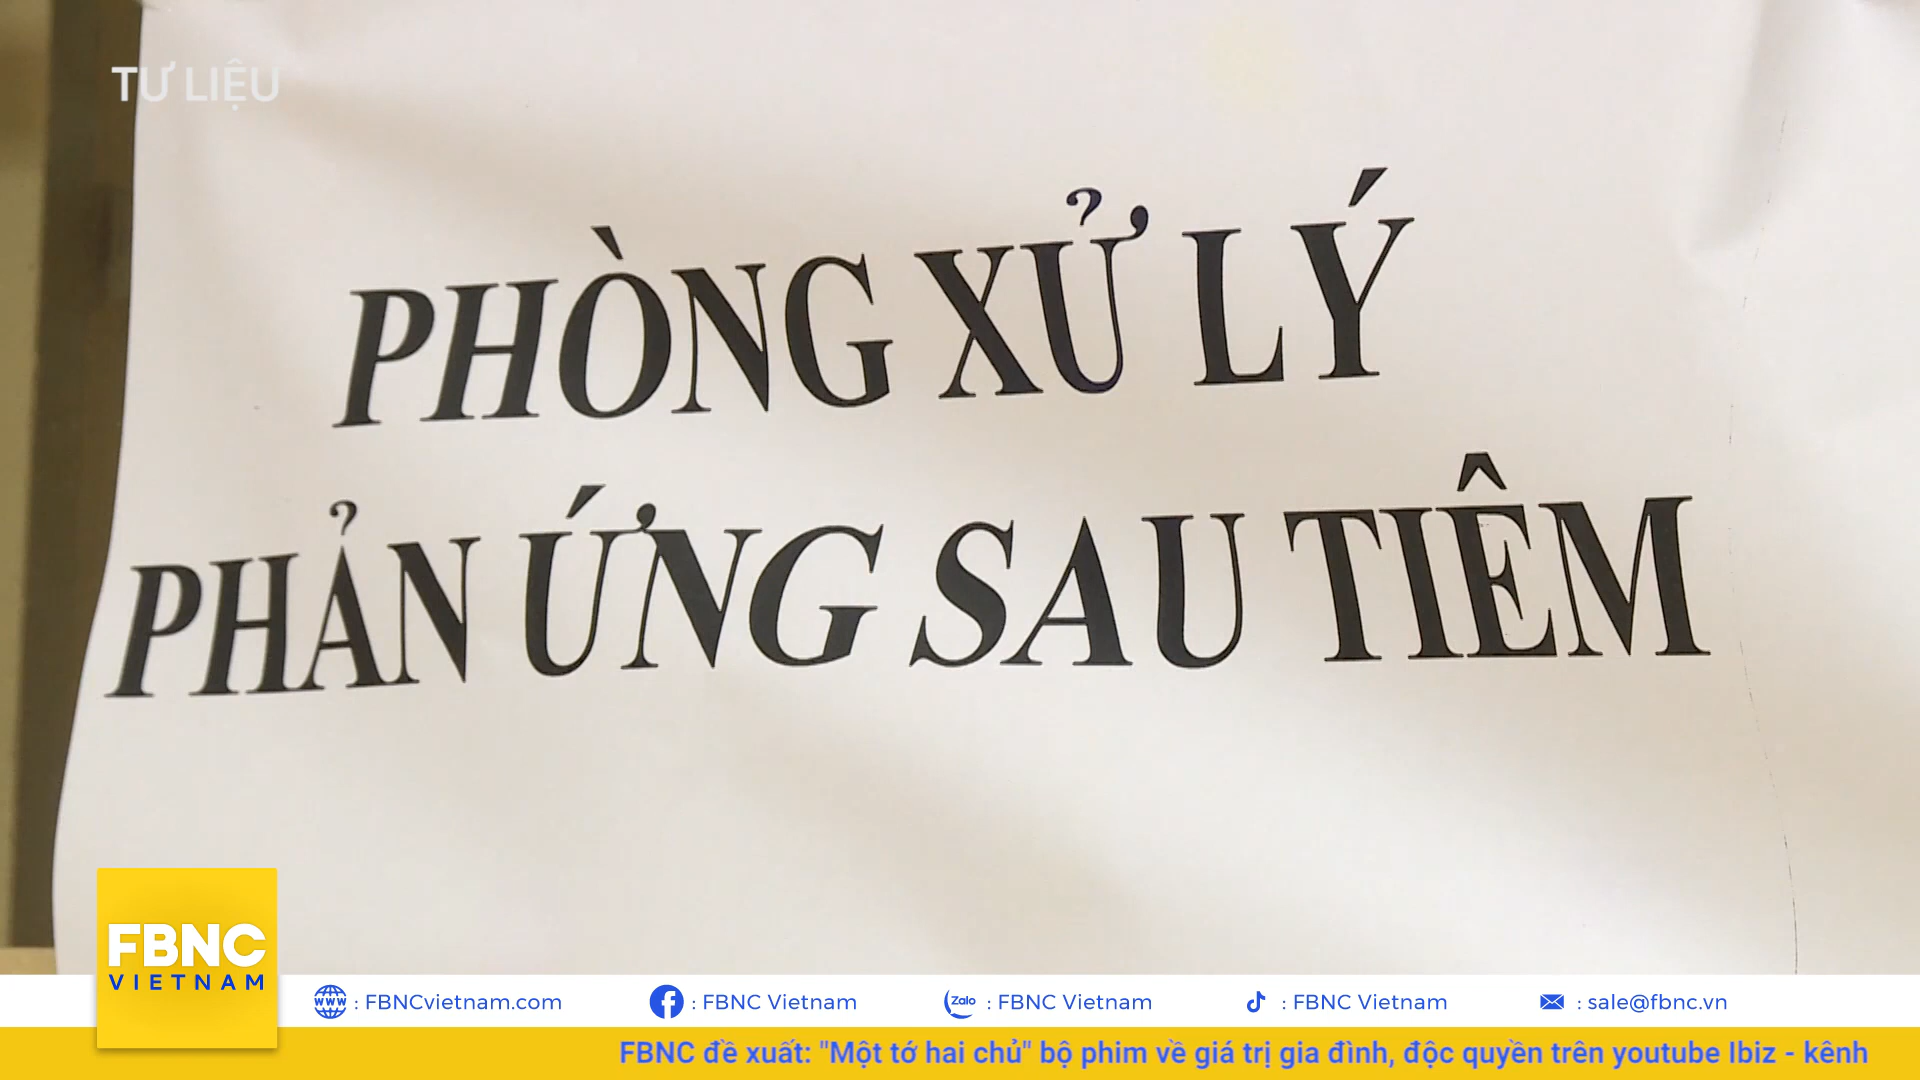 TƯ LIỆU
PHÒNG XỬ LÝ
PHẢN ỨNG SAU TIÊM
FBNC
VIETNAM
www : FBNCvietnam.com : FBNC Vietnam Zalo : FBNC Vietnam : FBNC Vietnam : sale@fbnc.vn
FBNC đề xuất: "Một tớ hai chủ" bộ phim về giá trị gia đình, độc quyền trên youtube Ibiz - kênh